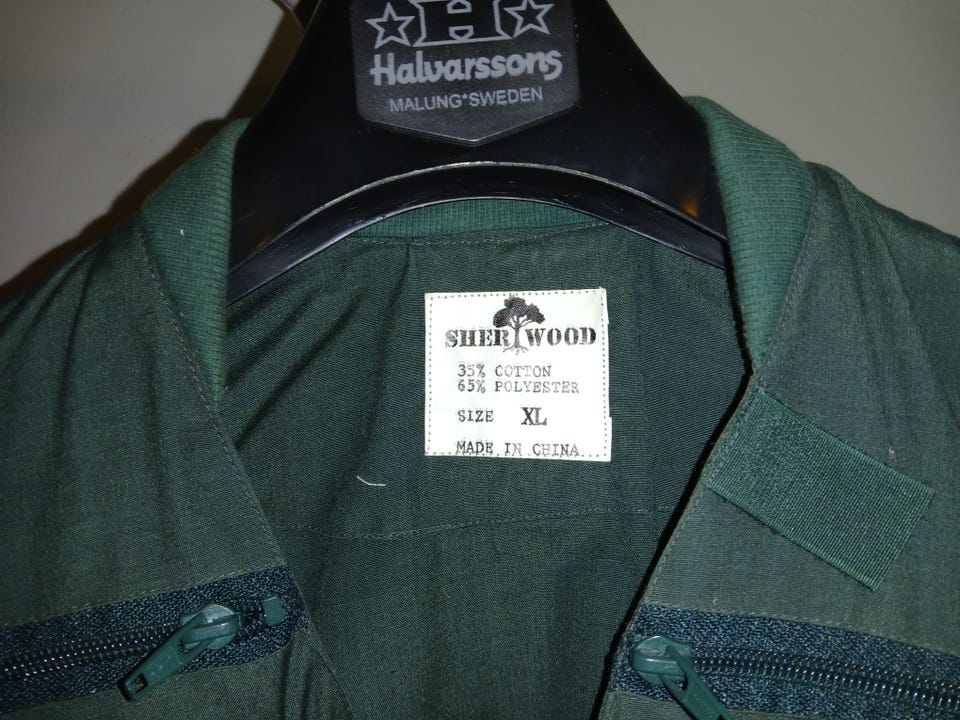 H
Halvarssons
MALUNG*SWEDEN
SHERWOOD
35% COTTON
65% POLYESTER
SIZE XL
MADE IN CHINA